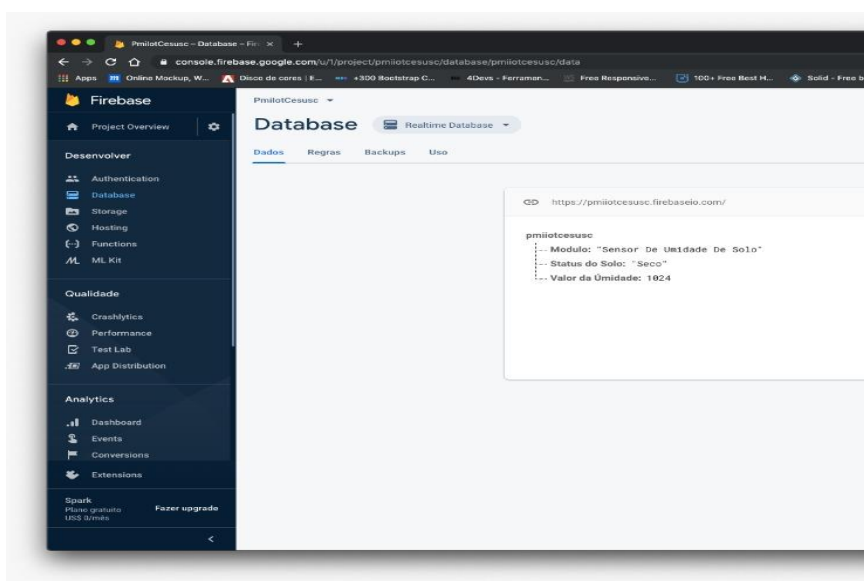 PmilotCesusc – Database – Fir
console.firebase.google.com/u/1/project/pmiiotcesusc/database/pmiiotcesusc/data
Apps Online Mockup, W... Disco de cores | E... +300 Bootstrap C... 4Devs - Ferramen... Free Responsive... 100+ Free Best H... Solid - Free b
Firebase
Project Overview
Desenvolver
Authentication
Database
Storage
Hosting
Functions
ML Kit
Qualidade
Crashlytics
Performance
Test Lab
App Distribution
Analytics
Dashboard
Events
Conversions
Extensions
Spark
Plano gratuito
US$ 0/mês
Fazer upgrade
PmilotCesusc
Database
Realtime Database
Dados Regras Backups Uso
https://pmiiotcesusc.firebaseio.com/
pmiiotcesusc
Modulo: "Sensor De Umidade De Solo"
Status do Solo: "Seco"
Valor da Úmidade: 1024